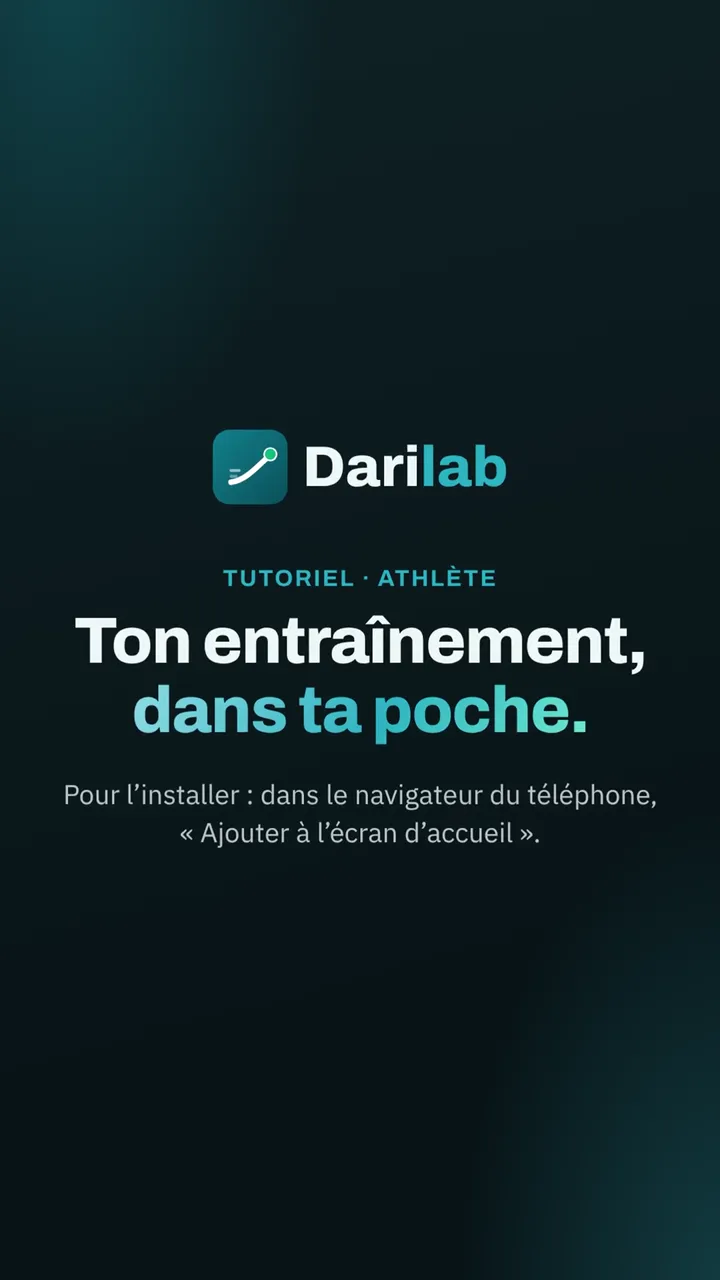 Darilab
TUTORIEL · ATHLÈTE
Ton entraînement,
dans ta poche.
Pour l’installer : dans le navigateur du téléphone,
« Ajouter à l’écran d’accueil ».